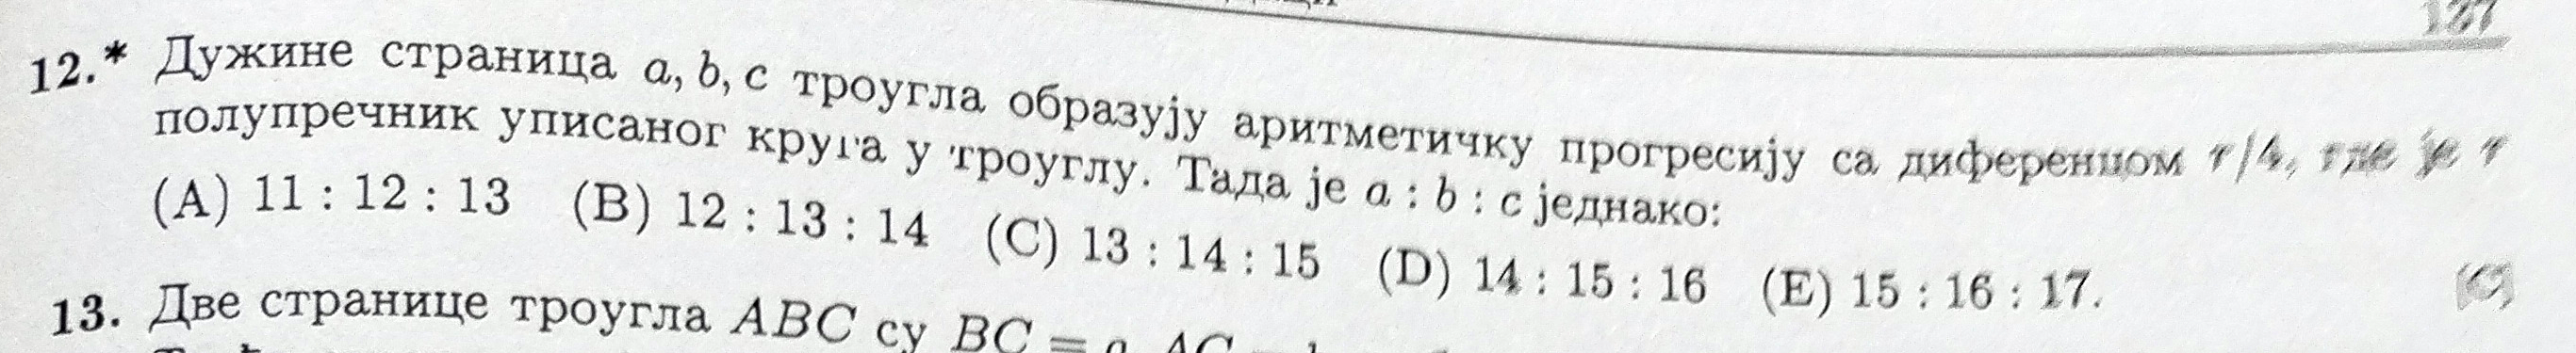 137
12.* Дужине страница a, b, c троугла образују аритметичку прогресију са диференцом r/4, где је r
полупречник уписаног круга у троуглу. Тада је a : b : c једнако:
(A) 11 : 12 : 13 (B) 12 : 13 : 14 (C) 13 : 14 : 15 (D) 14 : 15 : 16 (E) 15 : 16 : 17. (C)
13. Две странице троугла ABC су BC = a, AC =